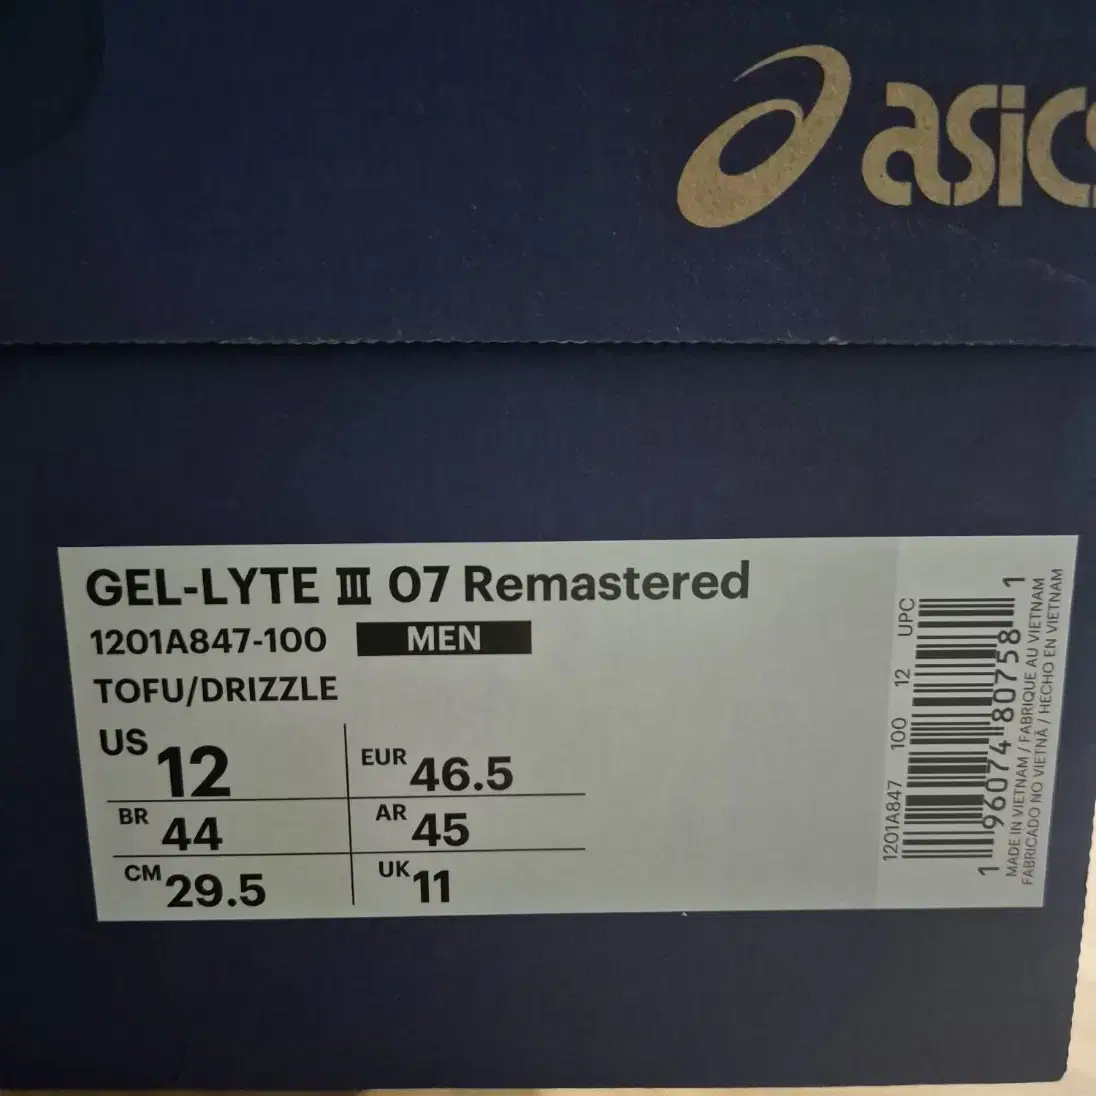 asics
GEL-LYTE III 07 Remastered
1201A847-100 MEN
TOFU/DRIZZLE
US 12 EUR 46.5
BR 44 AR 45
CM 29.5 UK 11
1201A847 100 12 UPC
1 96074 80758 1
MADE IN VIETNAM / FABRIQUE AU VIETNAM
FABRICADO NO VIETNÃ / HECHO EN VIETNAM